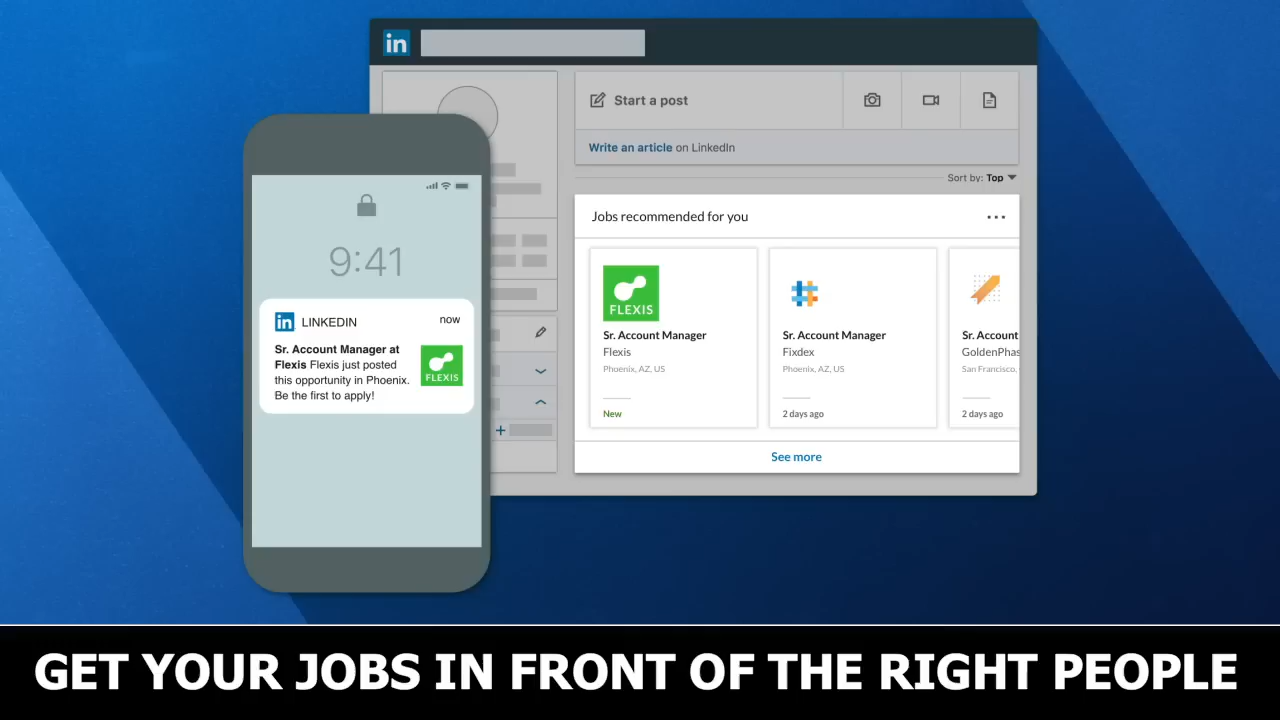 in
Start a post
Write an article on LinkedIn
Sort by: Top
Jobs recommended for you
FLEXIS
Sr. Account Manager
Flexis
Phoenix, AZ, US
New
Sr. Account Manager
Fixdex
Phoenix, AZ, US
2 days ago
Sr. Account
GoldenPhas
San Francisco,
2 days ago
See more
9:41
in LINKEDIN now
Sr. Account Manager at
Flexis Flexis just posted
this opportunity in Phoenix.
Be the first to apply!
FLEXIS
GET YOUR JOBS IN FRONT OF THE RIGHT PEOPLE